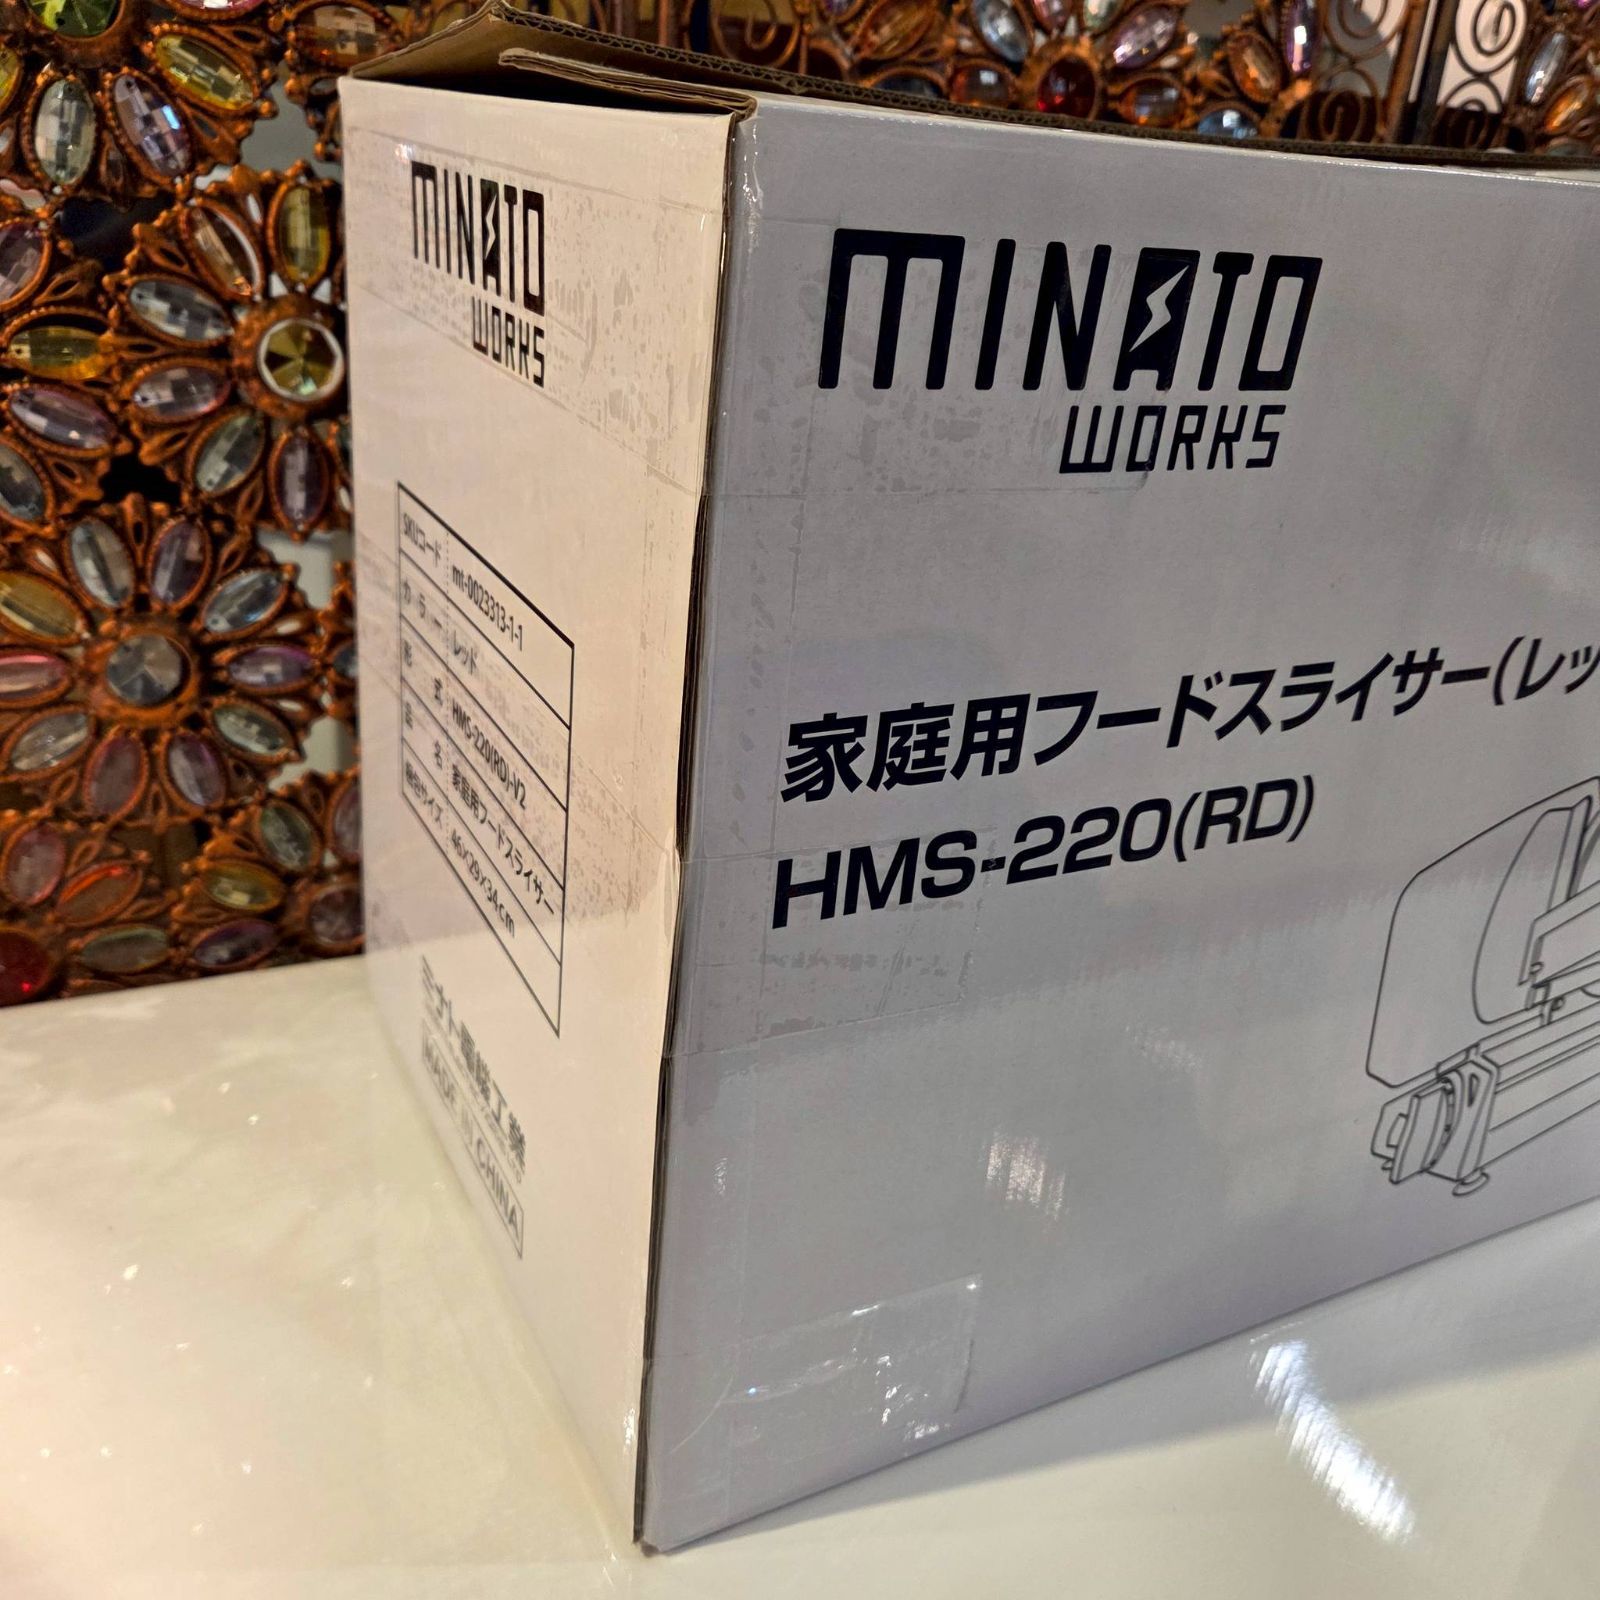 MINATO
WORKS
SKUコード：mt-0023313-1-1
カラー：レッド
形 式：HMS-220(RD)-V2
品 名：家庭用フードスライサー
梱包サイズ：46×29×34cm
ミナト電機工業
MADE IN CHINA
MINATO
WORKS
家庭用フードスライサー(レッ
HMS-220(RD)